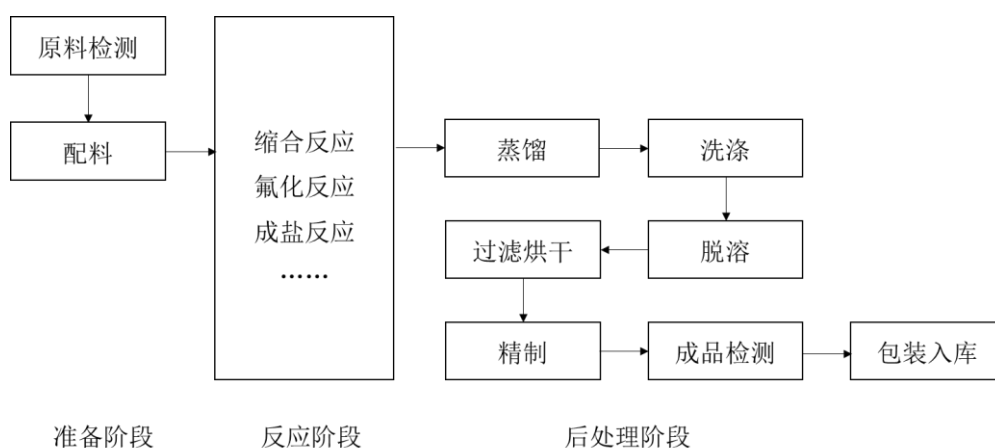 原料检测
配料
缩合反应
氟化反应
成盐反应
……
蒸馏
洗涤
脱溶
过滤烘干
精制
成品检测
包装入库
准备阶段
反应阶段
后处理阶段